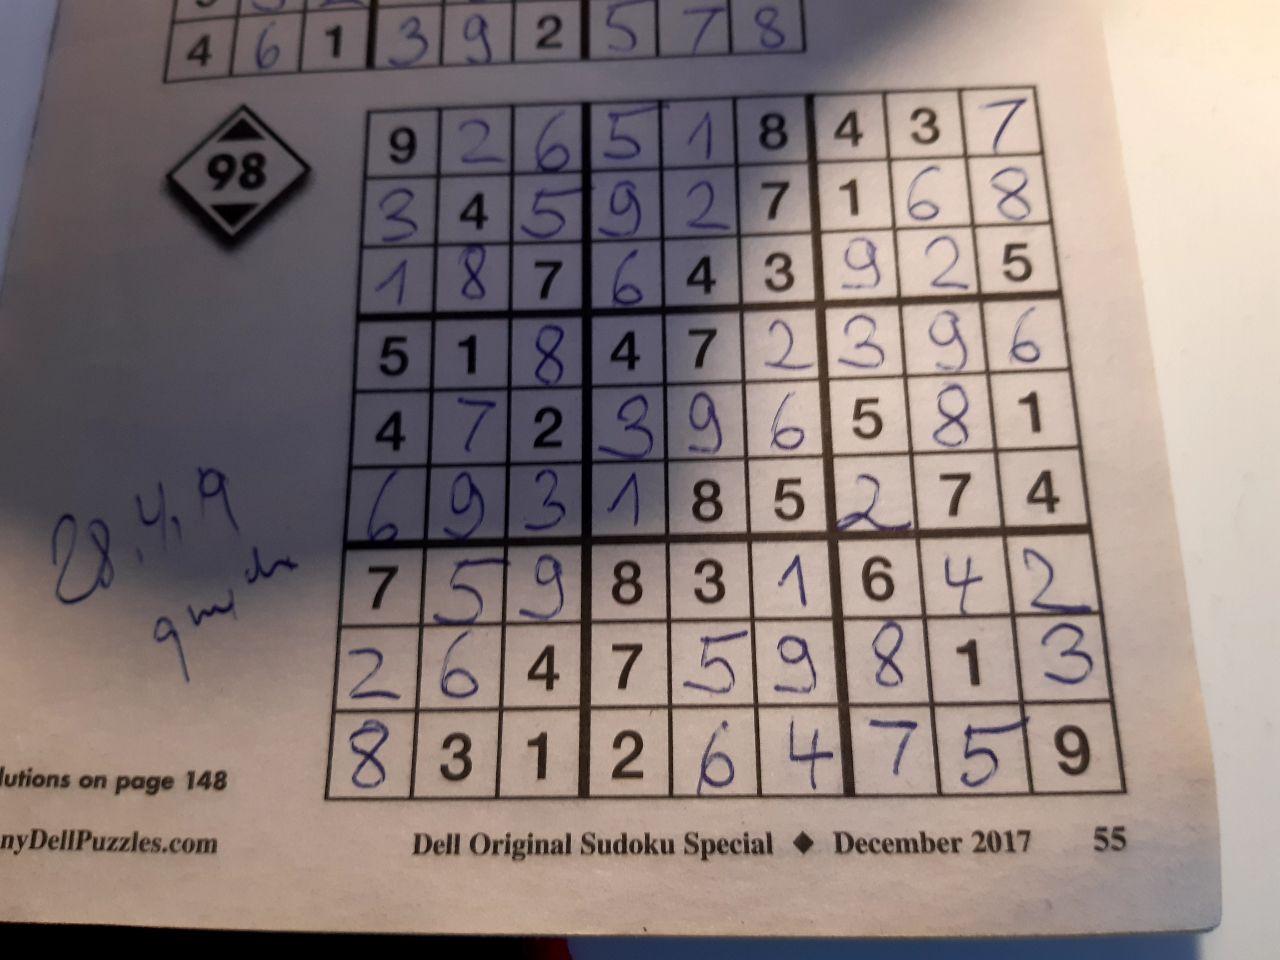 4 6 1 3 9 2 5 7 8
98
9 2 6 5 1 8 4 3 7
3 4 5 9 2 7 1 6 8
1 8 7 6 4 3 9 2 5
5 1 8 4 7 2 3 9 6
4 7 2 3 9 6 5 8 1
6 9 3 1 8 5 2 7 4
28.4.19
7 5 9 8 3 1 6 4 2
2 6 4 7 5 9 8 1 3
8 3 1 2 6 4 7 5 9
lutions on page 148
nyDellPuzzles.com
Dell Original Sudoku Special ◆ December 2017 55